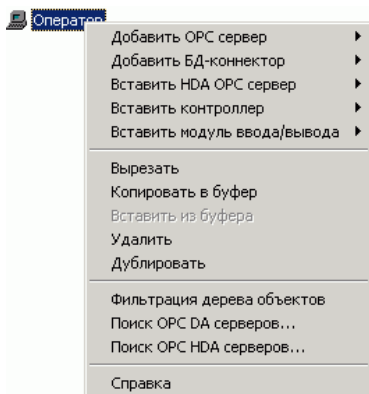 Оператор
Добавить OPC сервер
Добавить БД-коннектор
Вставить HDA OPC сервер
Вставить контроллер
Вставить модуль ввода/вывода
Вырезать
Копировать в буфер
Вставить из буфера
Удалить
Дублировать
Фильтрация дерева объектов
Поиск OPC DA серверов...
Поиск OPC HDA серверов...
Справка